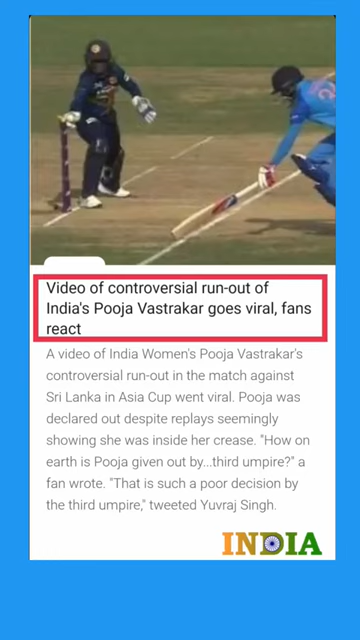 Video of controversial run-out of
India's Pooja Vastrakar goes viral, fans
react
A video of India Women's Pooja Vastrakar's
controversial run-out in the match against
Sri Lanka in Asia Cup went viral. Pooja was
declared out despite replays seemingly
showing she was inside her crease. "How on
earth is Pooja given out by...third umpire?" a
fan wrote. "That is such a poor decision by
the third umpire," tweeted Yuvraj Singh.
INDIA